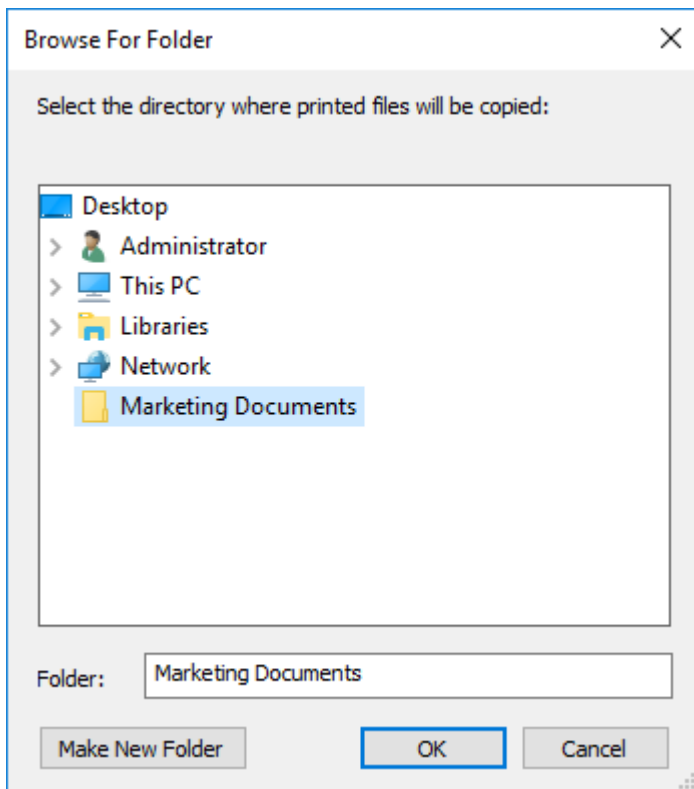 Browse For Folder
Select the directory where printed files will be copied:
Desktop
Administrator
This PC
Libraries
Network
Marketing Documents
Folder: Marketing Documents
Make New Folder OK Cancel